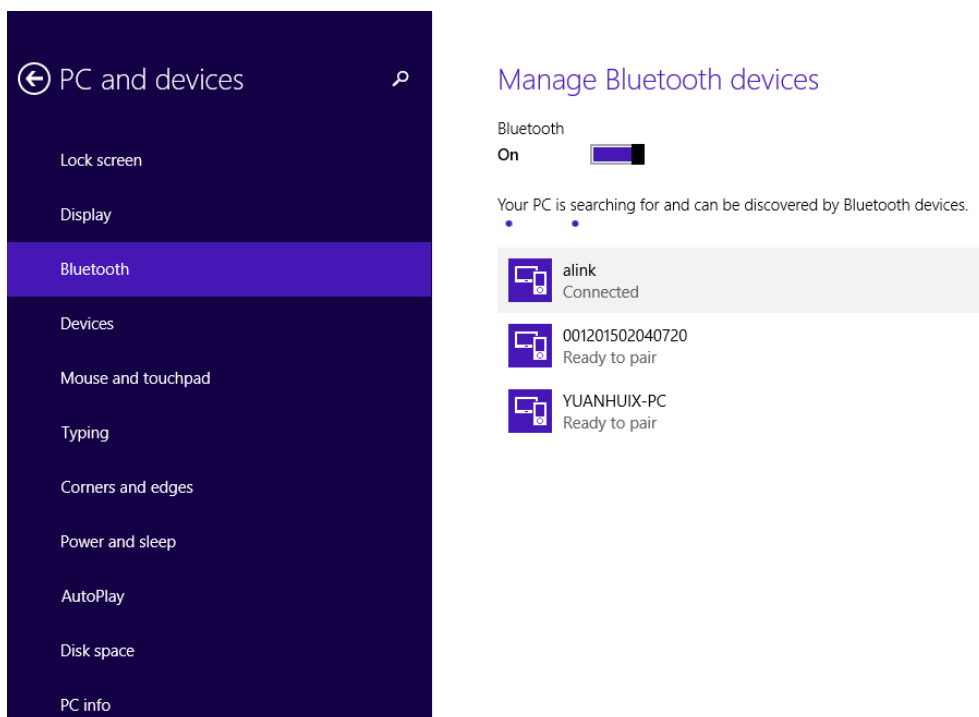 PC and devices
Lock screen
Display
Bluetooth
Devices
Mouse and touchpad
Typing
Corners and edges
Power and sleep
AutoPlay
Disk space
PC info
Manage Bluetooth devices
Bluetooth
On
Your PC is searching for and can be discovered by Bluetooth devices.
alink
Connected
001201502040720
Ready to pair
YUANHUIX-PC
Ready to pair